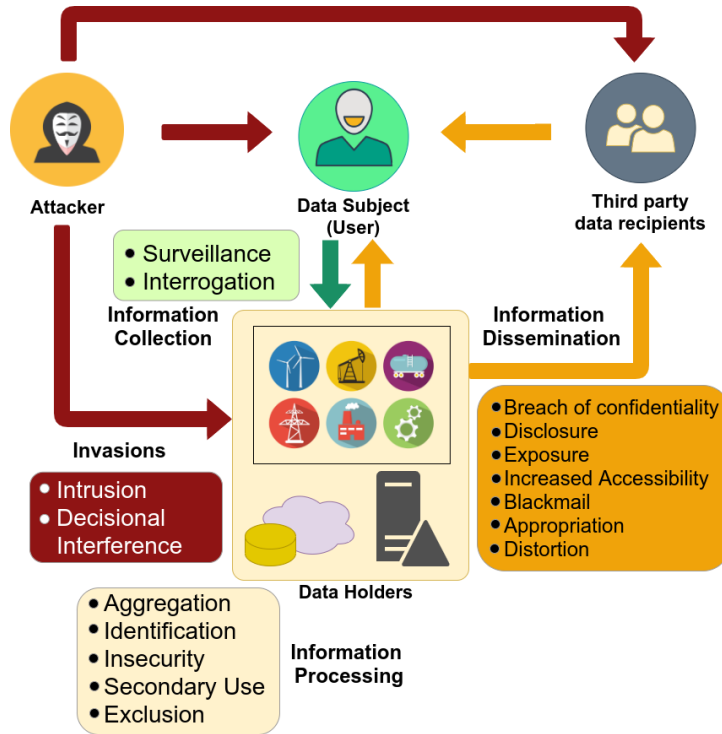 Attacker
Data Subject
(User)
Third party
data recipients
Surveillance
Interrogation
Information
Collection
Information
Dissemination
Invasions
Intrusion
Decisional
Interference
Breach of confidentiality
Disclosure
Exposure
Increased Accessibility
Blackmail
Appropriation
Distortion
Data Holders
Aggregation
Identification
Insecurity
Secondary Use
Exclusion
Information
Processing